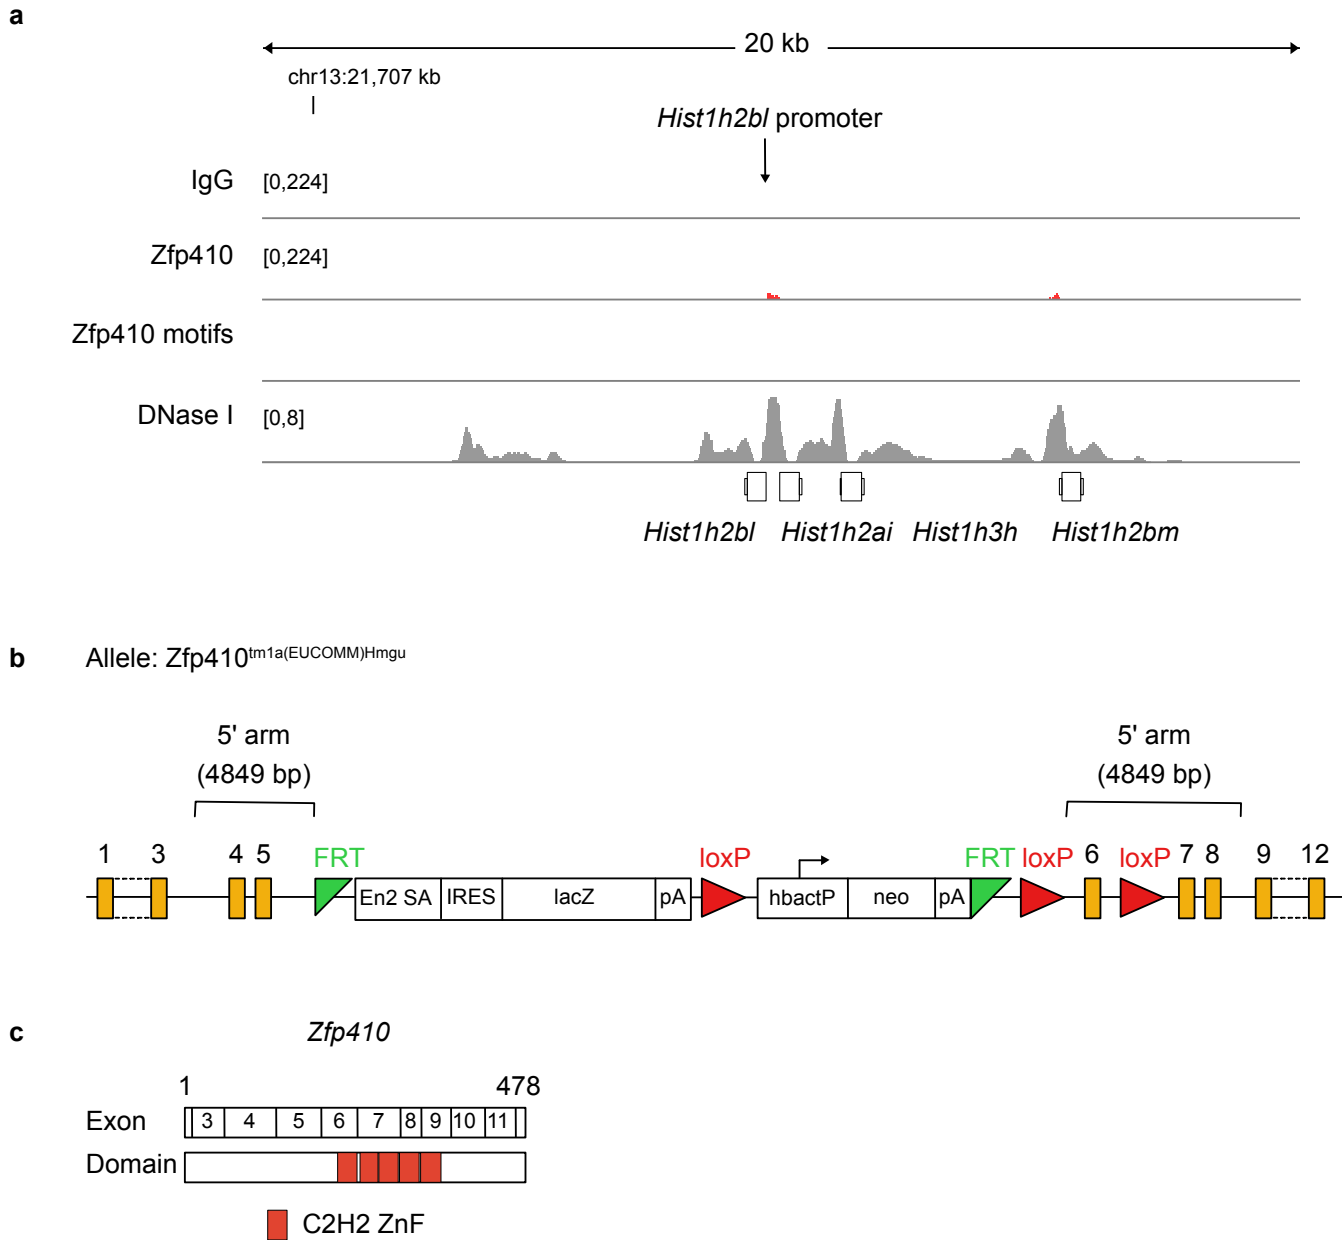 a
20 kb
chr13:21,707 kb
Hist1h2bl promoter
IgG [0,224]
Zfp410 [0,224]
Zfp410 motifs
DNase I [0,8]
Hist1h2bl Hist1h2ai Hist1h3h Hist1h2bm
b Allele: Zfp410tm1a(EUCOMM)Hmgu
5' arm 5' arm
(4849 bp) (4849 bp)
1 3 4 5 FRT loxP FRT loxP 6 loxP 7 8 9 12
En2 SA IRES lacZ pA hbactP neo pA
c Zfp410
1 478
Exon 3 4 5 6 7 8 9 10 11
Domain
C2H2 ZnF